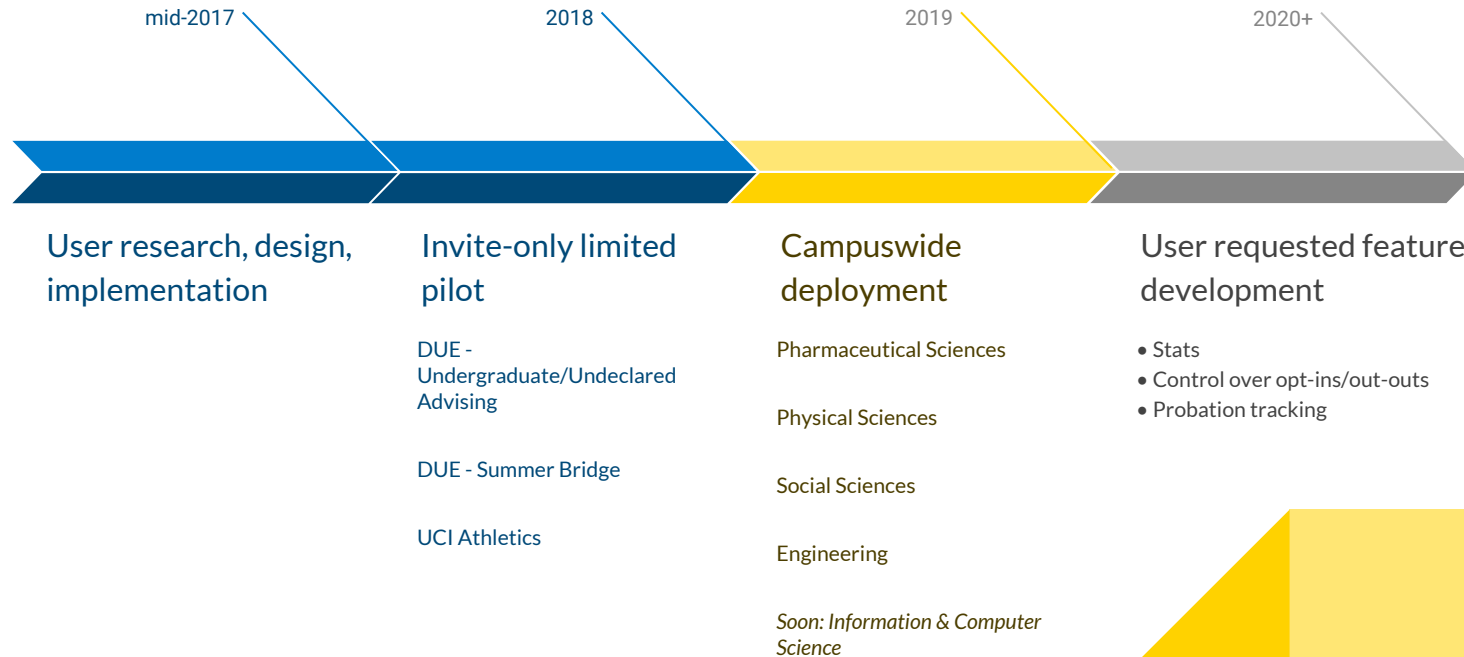 mid-2017
2018
2019
2020+
User research, design,
implementation
Invite-only limited
pilot
DUE -
Undergraduate/Undeclared
Advising
DUE - Summer Bridge
UCI Athletics
Campuswide
deployment
Pharmaceutical Sciences
Physical Sciences
Social Sciences
Engineering
Soon: Information & Computer
Science
User requested feature
development
• Stats
• Control over opt-ins/out-outs
• Probation tracking